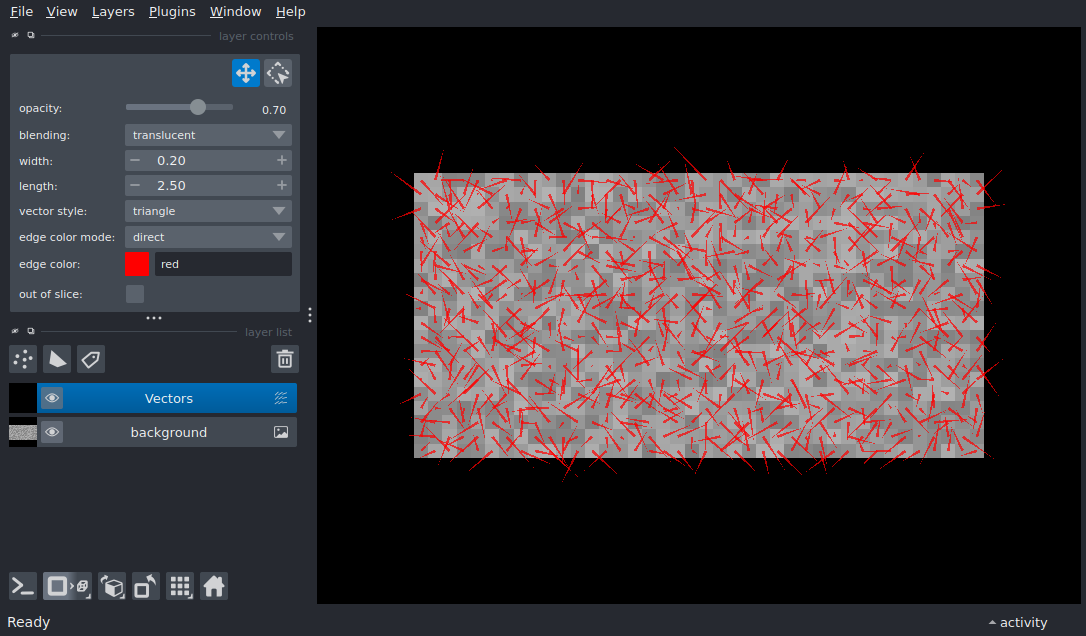 File View Layers Plugins Window Help
layer controls
opacity: 0.70
blending: translucent
width: − 0.20 +
length: − 2.50 +
vector style: triangle
edge color mode: direct
edge color: red
out of slice:
layer list
Vectors
background
Ready activity